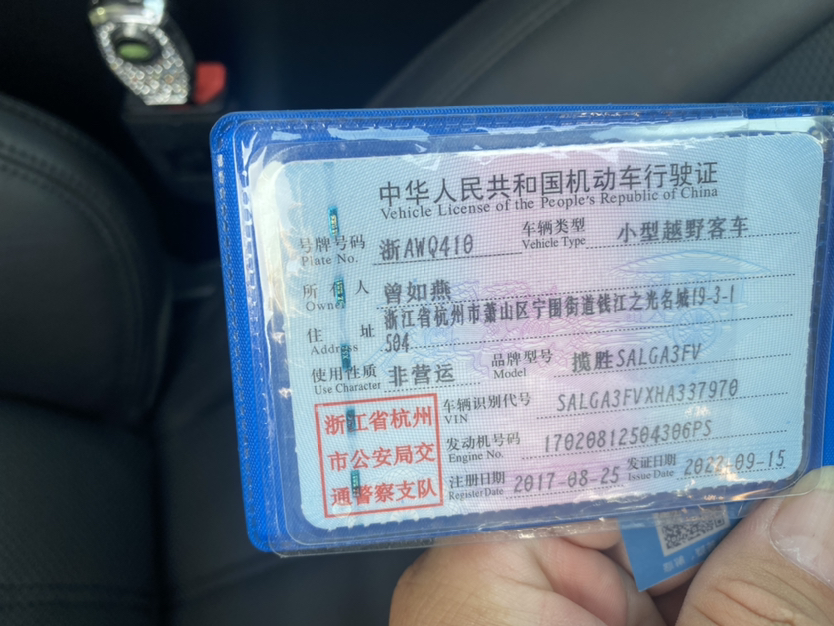 中华人民共和国机动车行驶证
Vehicle License of the People's Republic of China
号牌号码 浙AWQ410 车辆类型 小型越野客车
Plate No. Vehicle Type
所有人 曾如燕
Owner
住址 浙江省杭州市萧山区宁围街道钱江之光名城19-3-1
Address 504
使用性质 非营运 品牌型号 揽胜SALGA3FV
Use Character Model
浙江省杭州
市公安局交
通警察支队
车辆识别代号 SALGA3FVXHA337970
VIN
发动机号码 17020812504306PS
Engine No.
注册日期 2017-08-25 发证日期 2022-09-15
Register Date Issue Date